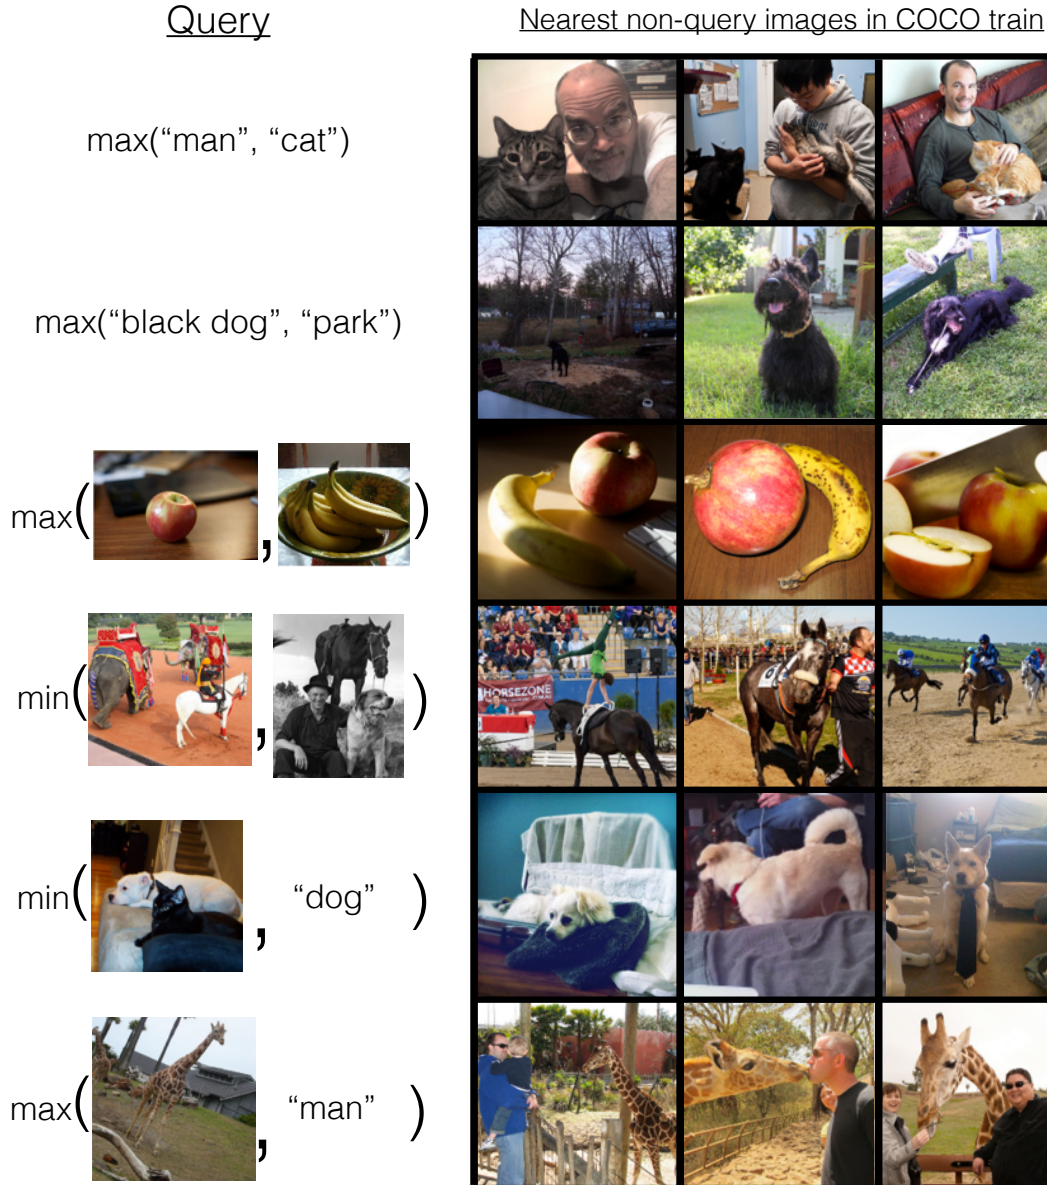 Query
Nearest non-query images in COCO train
max(“man”, “cat”)
max(“black dog”, “park”)
max( , )
HORSEZONE
min( , )
min( , “dog” )
max( , “man” )